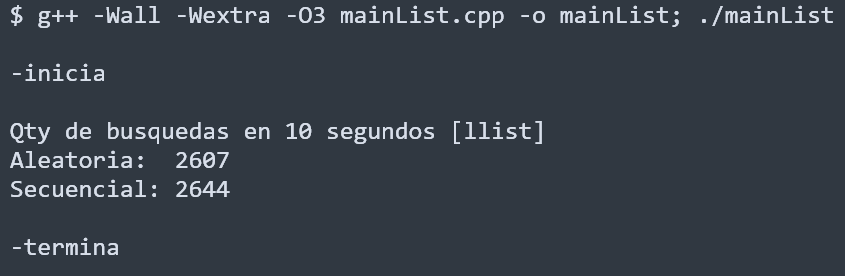 $ g++ -Wall -Wextra -O3 mainList.cpp -o mainList; ./mainList
-inicia
Qty de busquedas en 10 segundos [llist]
Aleatoria:  2607
Secuencial: 2644
-termina